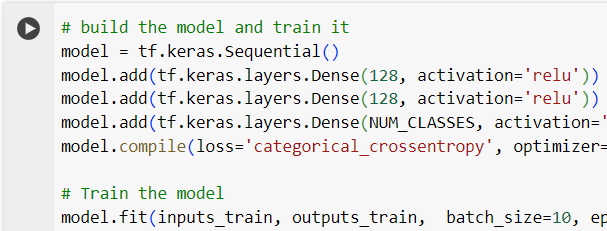 # build the model and train it
model = tf.keras.Sequential()
model.add(tf.keras.layers.Dense(128, activation='relu'))
model.add(tf.keras.layers.Dense(128, activation='relu'))
model.add(tf.keras.layers.Dense(NUM_CLASSES, activation='
model.compile(loss='categorical_crossentropy', optimizer=
# Train the model
model.fit(inputs_train, outputs_train,  batch_size=10, ep